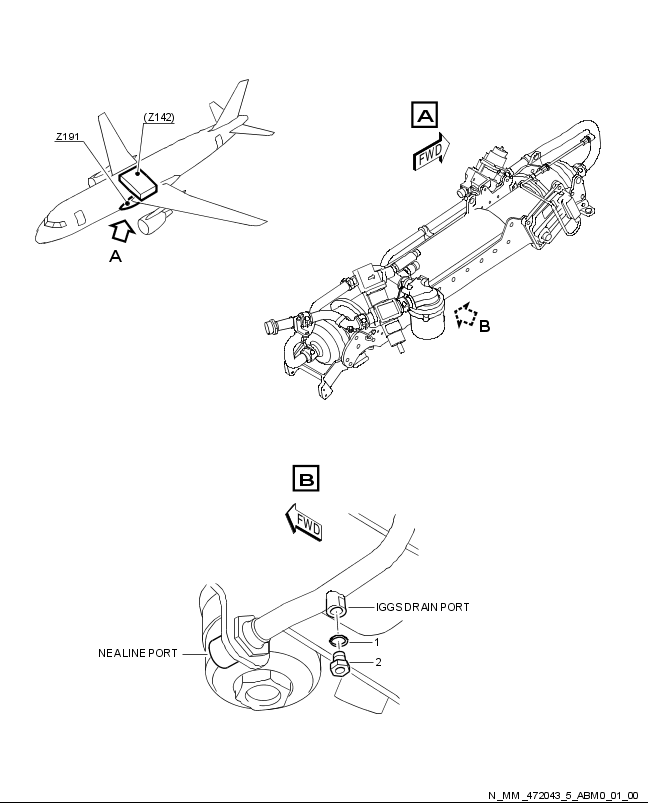 (Z142)
Z191
A
A
FWD
B
B
FWD
IGGS DRAIN PORT
1
NEA LINE PORT
2
N_MM_472043_5_ABM0_01_00